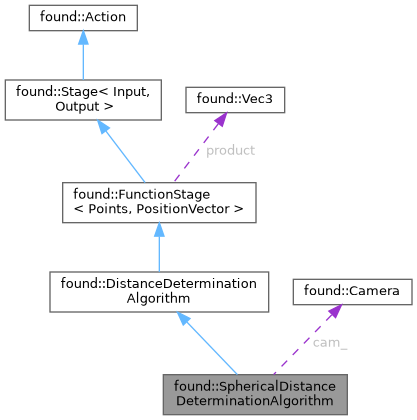 found::Action
found::Stage< Input,
Output >
found::Vec3
product
found::FunctionStage
< Points, PositionVector >
found::DistanceDetermination
Algorithm
found::Camera
cam_
found::SphericalDistance
DeterminationAlgorithm